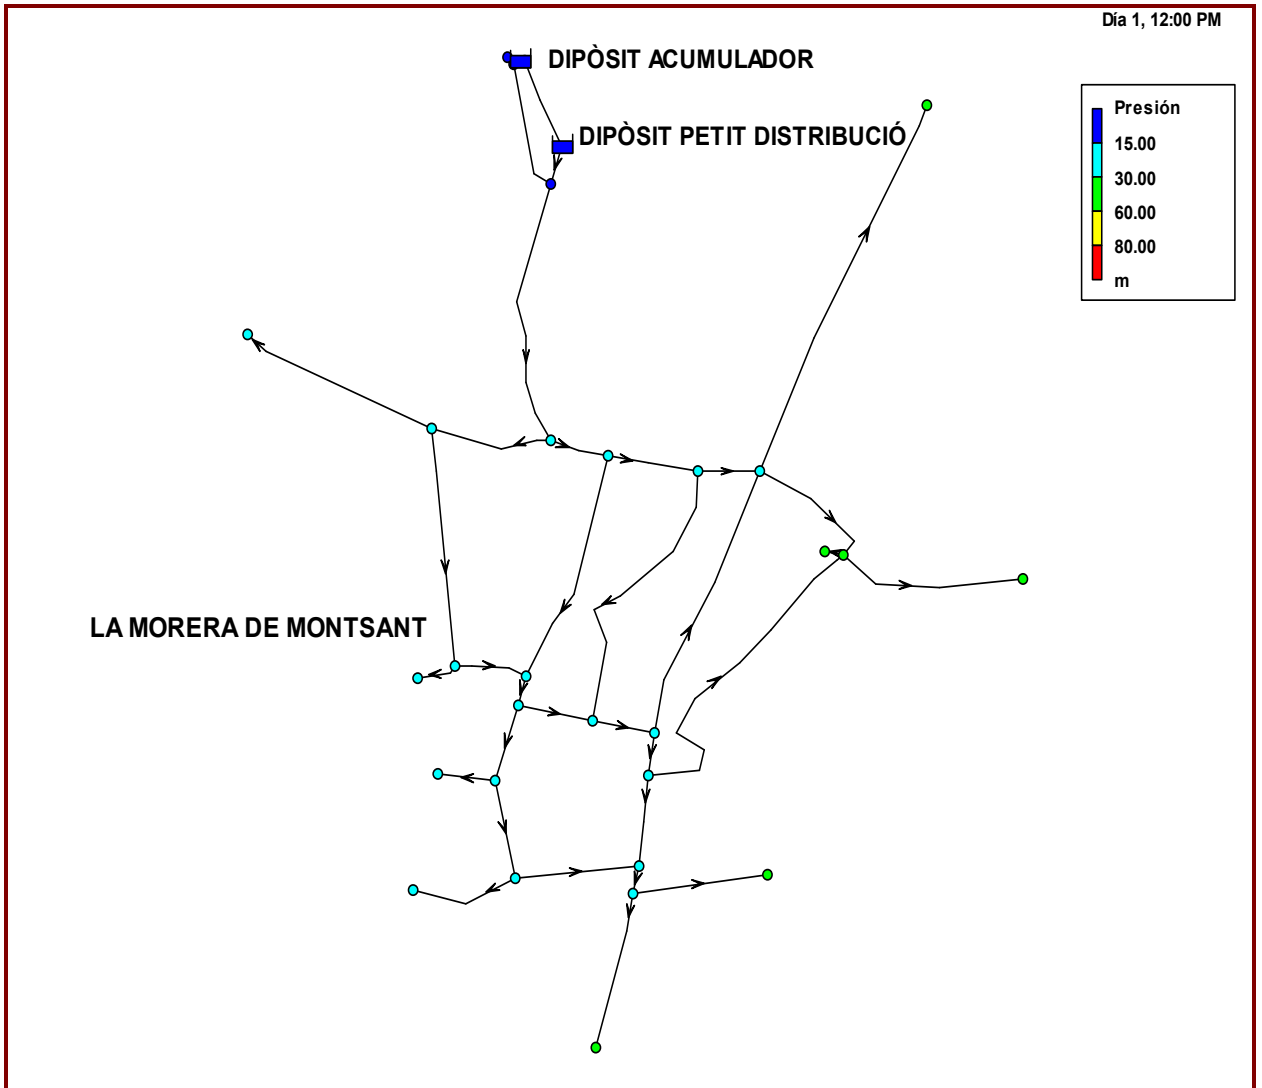 Día 1, 12:00 PM
DIPÒSIT ACUMULADOR
DIPÒSIT PETIT DISTRIBUCIÓ
Presión
15.00
30.00
60.00
80.00
m
LA MORERA DE MONTSANT